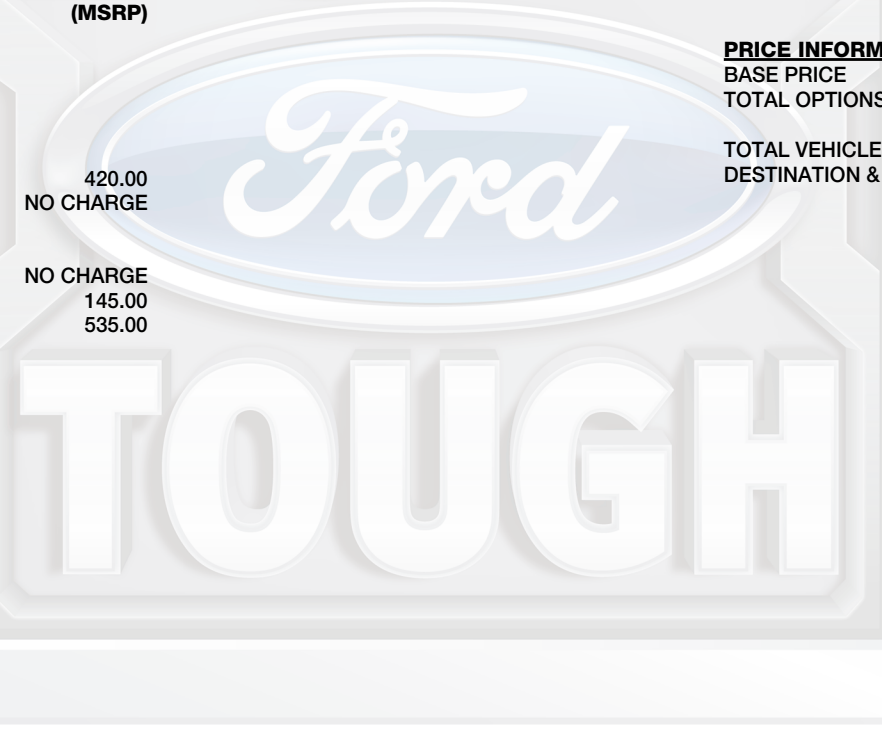 (MSRP)
420.00
NO CHARGE
NO CHARGE
145.00
535.00
PRICE INFORM
BASE PRICE
TOTAL OPTIONS
TOTAL VEHICLE
DESTINATION &
Ford
TOUGH